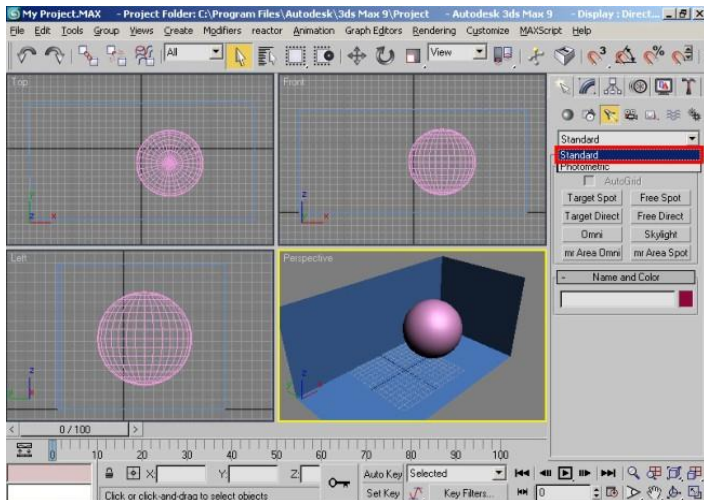 My Project.MAX - Project Folder: C:\Program Files\Autodesk\3ds Max 9\Project - Autodesk 3ds Max 9 - Display : Direct...
File Edit Tools Group Views Create Modifiers reactor Animation Graph Editors Rendering Customize MAXScript Help
All View
Top
Front
Left
Perspective
Standard
Standard
Photometric
AutoGrid
Target Spot Free Spot
Target Direct Free Direct
Omni Skylight
mr Area Omni mr Area Spot
- Name and Color
z x
z x
z
z
< 0 / 100 >
0 10 20 30 40 50 60 70 80 90 100
X: Y: Z: Auto Key Selected
Click or click-and-drag to select objects Set Key Key Filters... 0